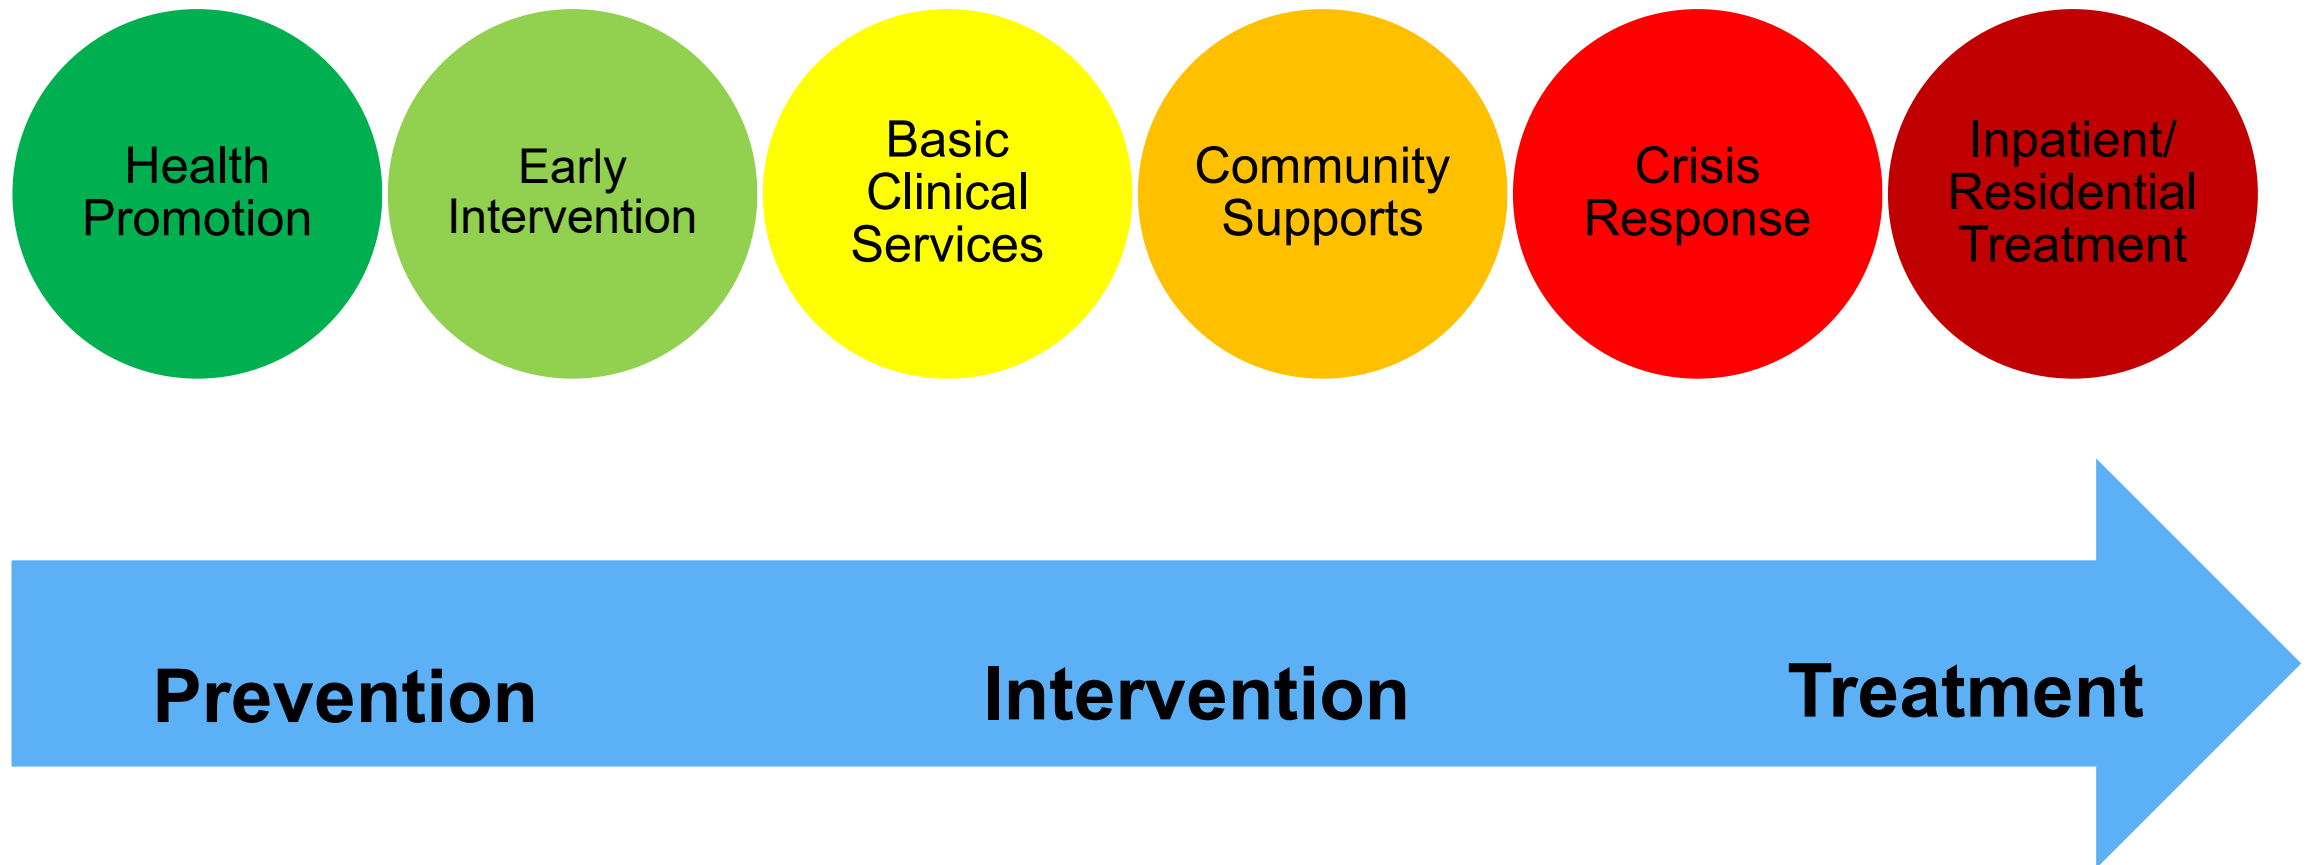 Health
Promotion
Early
Intervention
Basic
Clinical
Services
Community
Supports
Crisis
Response
Inpatient/
Residential
Treatment
Prevention
Intervention
Treatment